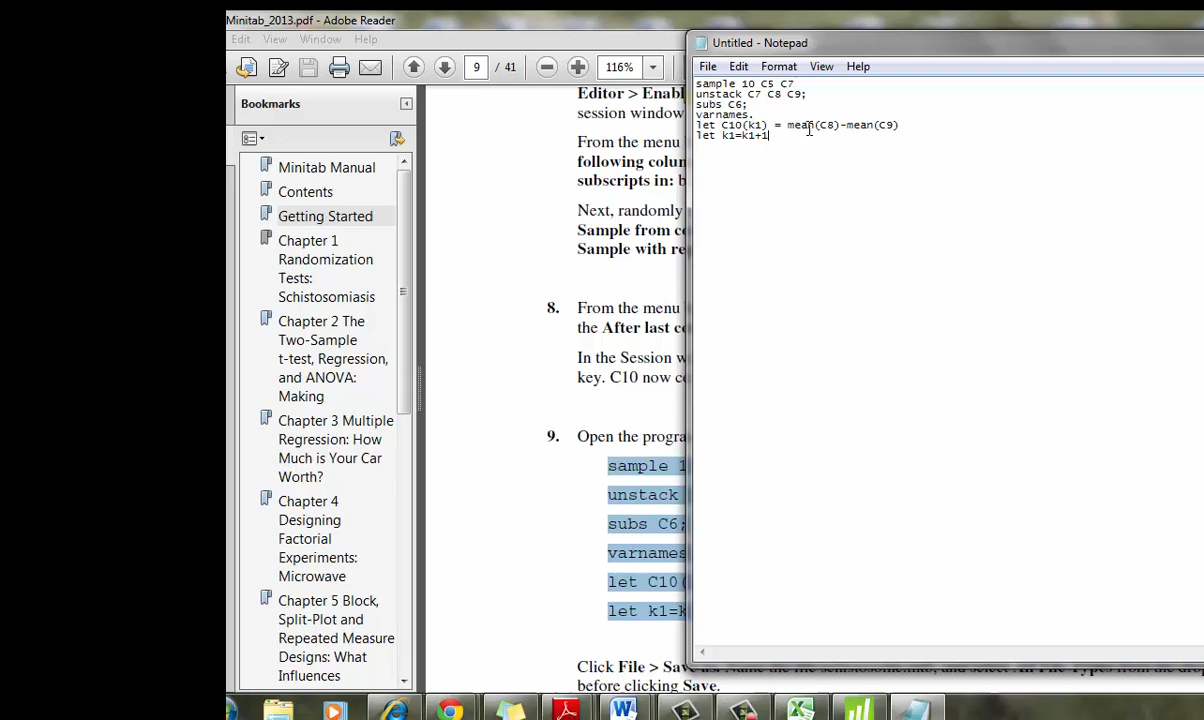 Minitab_2013.pdf - Adobe Reader
Edit View Window Help
9 / 41 116%
Bookmarks
Minitab Manual
Contents
Getting Started
Chapter 1
Randomization
Tests:
Schistosomiasis
Chapter 2 The
Two-Sample
t-test, Regression,
and ANOVA:
Making
Chapter 3 Multiple
Regression: How
Much is Your Car
Worth?
Chapter 4
Designing
Factorial
Experiments:
Microwave
Chapter 5 Block,
Split-Plot and
Repeated Measure
Designs: What
Influences
Editor > Enabl
session window
From the menu
following colum
subscripts in: b
Next, randomly
Sample from co
Sample with re
8. From the menu
the After last co
In the Session w
key. C10 now co
9. Open the progra
sample 1
unstack
subs C6;
varnames
let C10(
let k1=k
Click File > Save
before clicking Save.
Untitled - Notepad
File Edit Format View Help
sample 10 C5 C7
unstack C7 C8 C9;
subs C6;
varnames.
let C10(k1) = mean(C8)-mean(C9)
let k1=k1+1